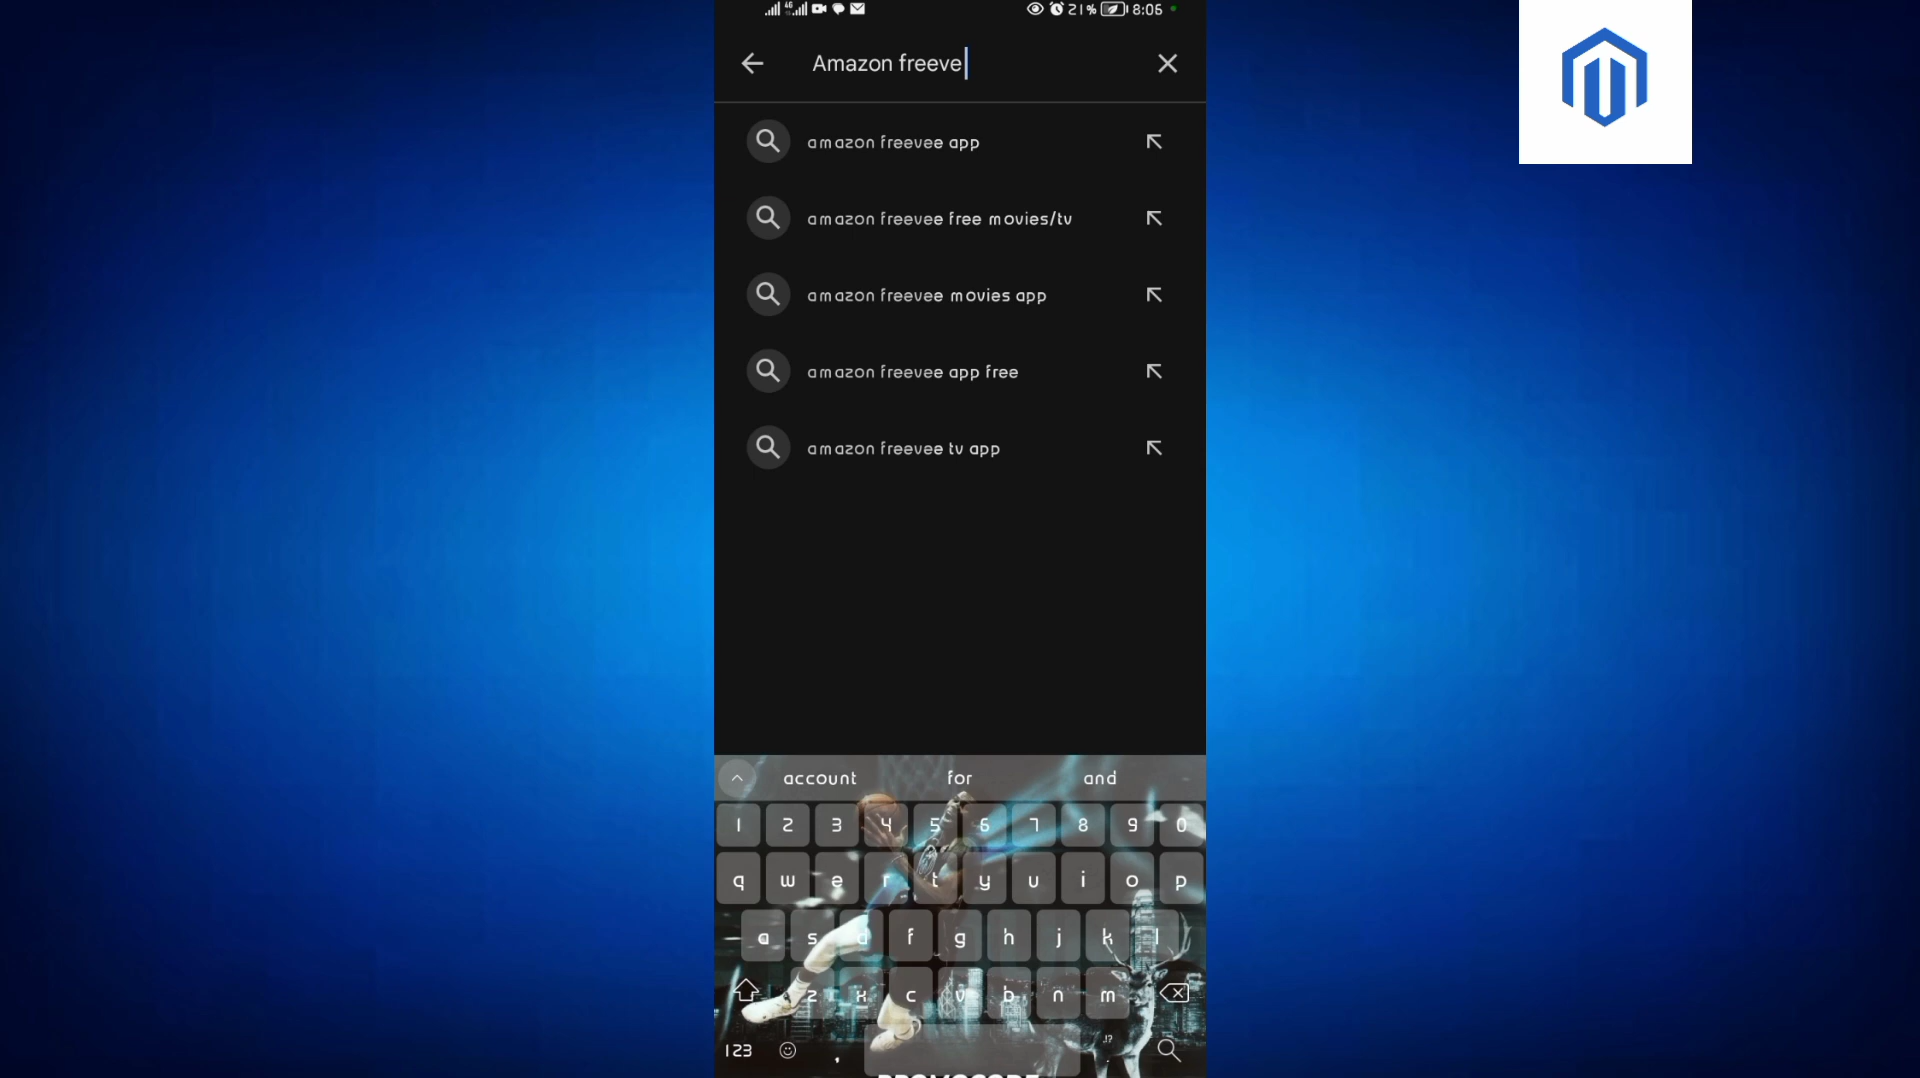 4G 21% 8:06
Amazon freeve
amazon freevee app
amazon freevee free movies/tv
amazon freevee movies app
amazon freevee app free
amazon freevee tv app
account for and
1 2 3 4 5 6 7 8 9 0
q w e r t y u i o p
a s d f g h j k l
z x c v b n m
123 , .!?